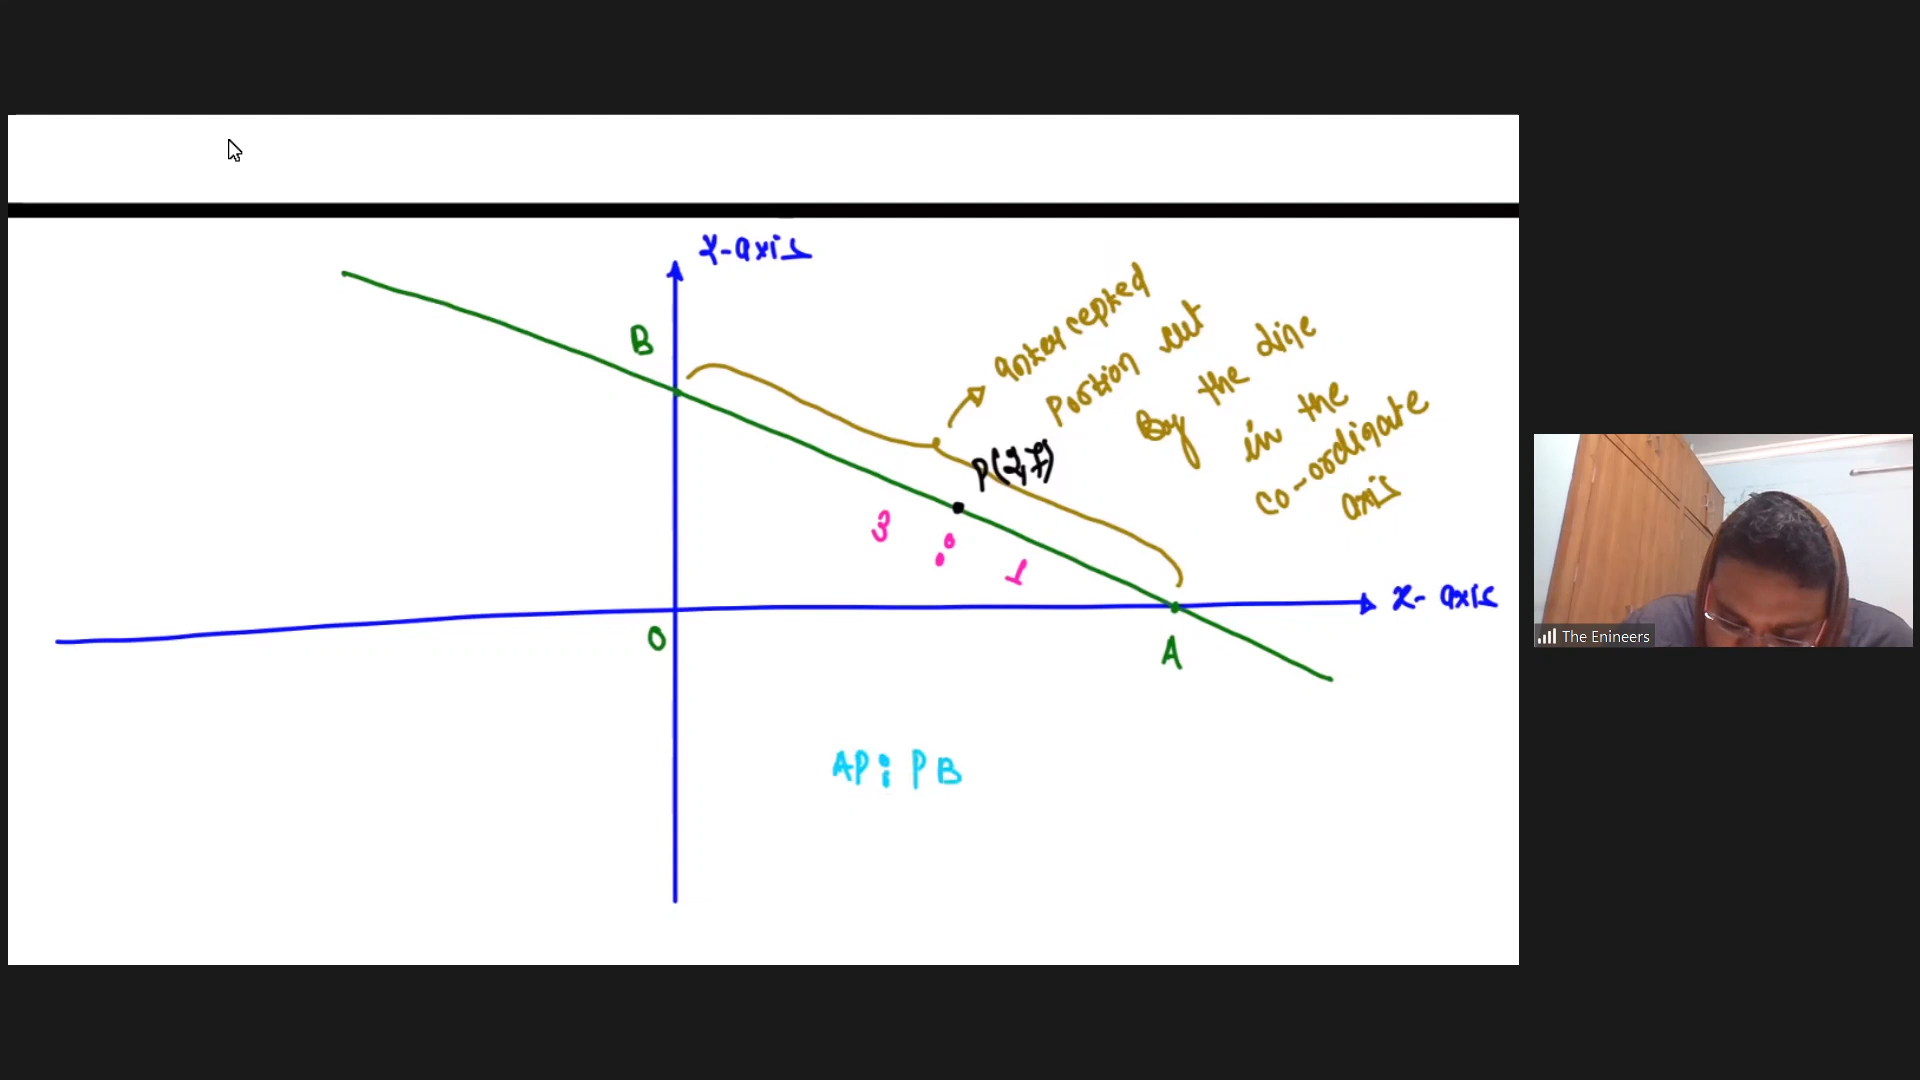 Y-axis
B
intercepted
portion cut
By the line
in the
co-ordinate
axis
P(2,7)
3 : 1
X-axis
O
A
AP : PB
The Enineers